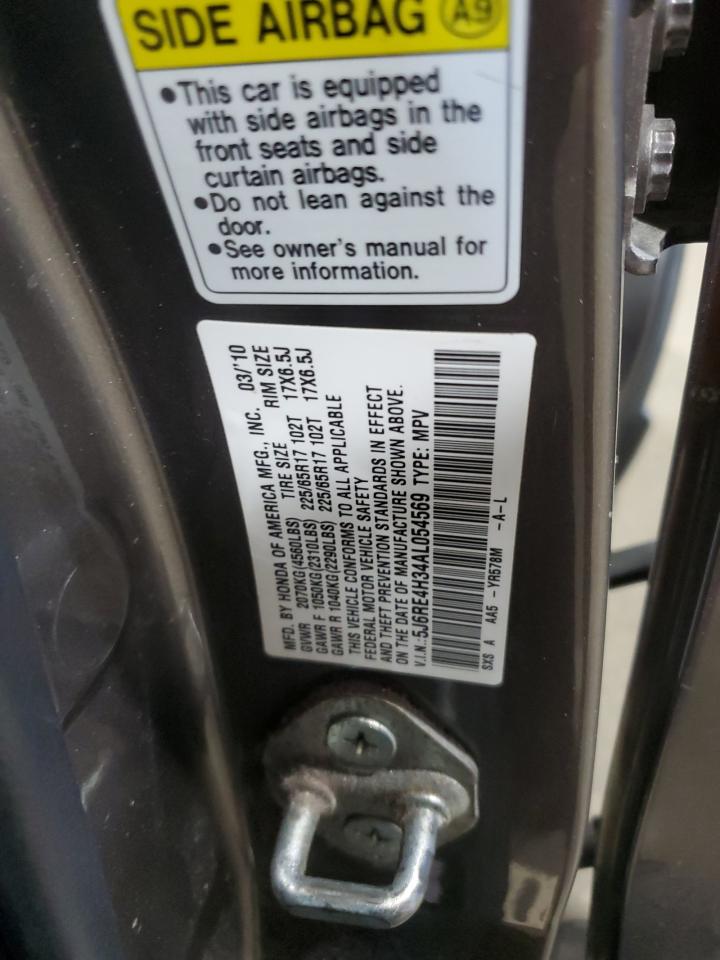 SIDE AIRBAG A9
•This car is equipped
with side airbags in the
front seats and side
curtain airbags.
•Do not lean against the
door.
•See owner's manual for
more information.
MFD. BY HONDA OF AMERICA MFG., INC. 03/'10
TIRE SIZE RIM SIZE
GVWR 2070KG(4560LBS)
GAWR F 1050KG(2310LBS) 225/65R17 102T 17X6.5J
GAWR R 1040KG(2290LBS) 225/65R17 102T 17X6.5J
THIS VEHICLE CONFORMS TO ALL APPLICABLE
FEDERAL MOTOR VEHICLE SAFETY
AND THEFT PREVENTION STANDARDS IN EFFECT
ON THE DATE OF MANUFACTURE SHOWN ABOVE.
V.I.N.:5J6RE4H34AL054569 TYPE: MPV
SXS A AA5 -YR578M -A-L